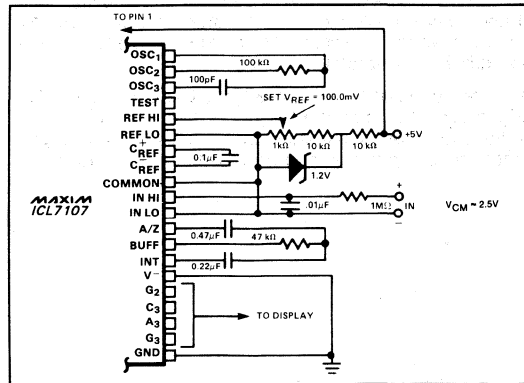 TO PIN 1
OSC1
OSC2
OSC3
TEST
REF HI
REF LO
C+REF
C-REF
COMMON
IN HI
IN LO
A/Z
BUFF
INT
V-
G2
C3
A3
G3
GND
MAXIM
ICL7107
100 kΩ
100pF
SET VREF = 100.0mV
1kΩ
10 kΩ
10 kΩ
+5V
0.1μF
1.2V
.01μF
1MΩ
+
IN
-
VCM ≈ 2.5V
0.47μF
47 kΩ
0.22μF
TO DISPLAY